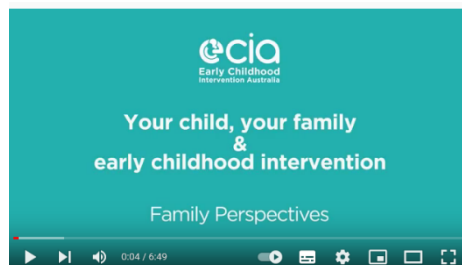 ecia
Early Childhood
Intervention Australia
Your child, your family
&
early childhood intervention
Family Perspectives
0:04 / 6:49